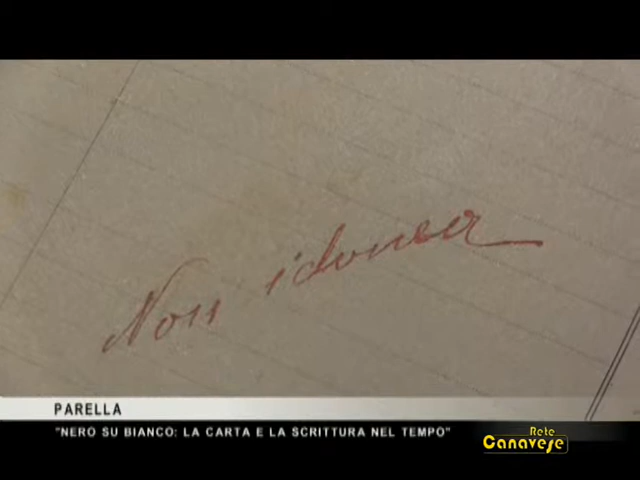 Non idonea
PARELLA
"NERO SU BIANCO: LA CARTA E LA SCRITTURA NEL TEMPO"
Rete
Canavese